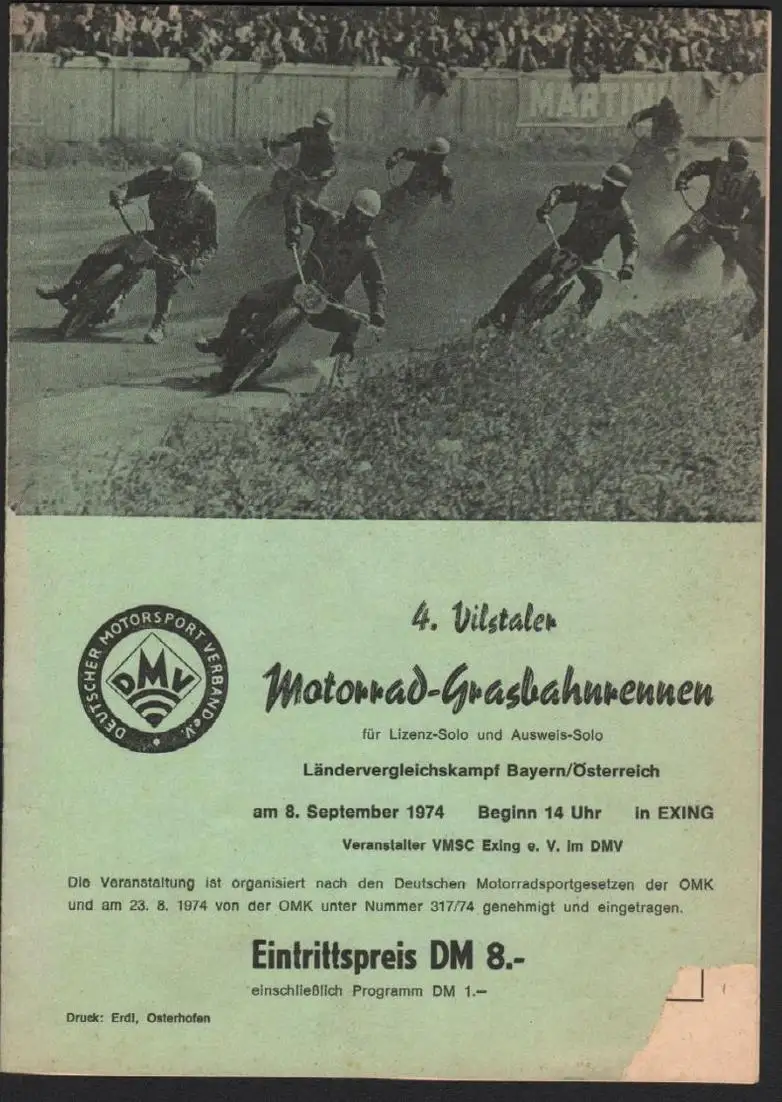 MARTINI
30
4. Vilstaler
DEUTSCHER MOTORSPORT VERBAND e.V.
DMV
Motorrad-Grasbahnrennen
für Lizenz-Solo und Ausweis-Solo
Ländervergleichskampf Bayern/Österreich
am 8. September 1974 Beginn 14 Uhr in EXING
Veranstalter VMSC Exing e. V. im DMV
Die Veranstaltung ist organisiert nach den Deutschen Motorradsportgesetzen der OMK
und am 23. 8. 1974 von der OMK unter Nummer 317/74 genehmigt und eingetragen.
Eintrittspreis DM 8.-
einschließlich Programm DM 1.—
Druck: Erdl, Osterhofen